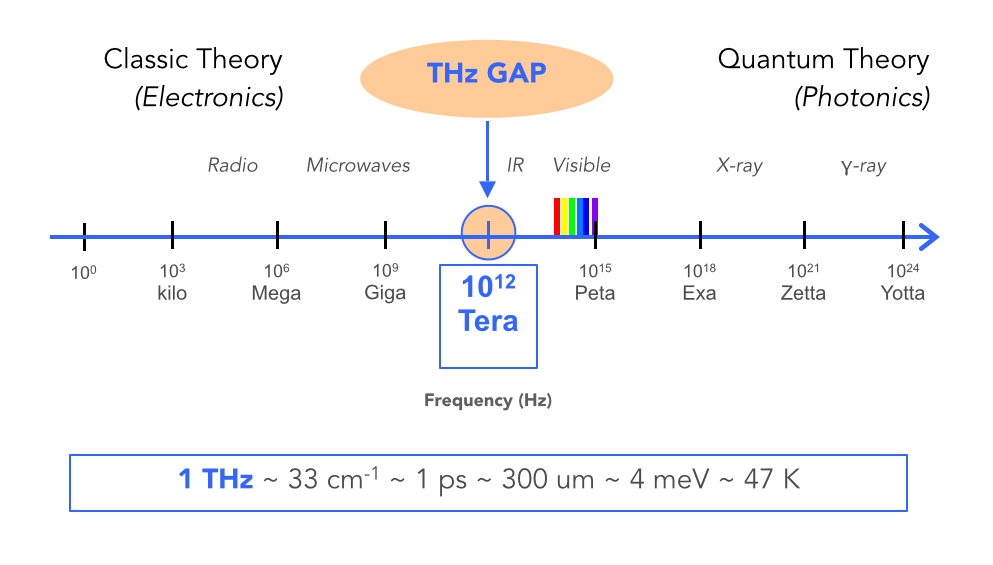 Classic Theory
(Electronics)
THz GAP
Quantum Theory
(Photonics)
Radio
Microwaves
IR
Visible
X-ray
γ-ray
10⁰
10³
10⁶
10⁹
10¹²
10¹⁵
10¹⁸
10²¹
10²⁴
kilo
Mega
Giga
Tera
Peta
Exa
Zetta
Yotta
Frequency (Hz)
1 THz ~ 33 cm⁻¹ ~ 1 ps ~ 300 um ~ 4 meV ~ 47 K